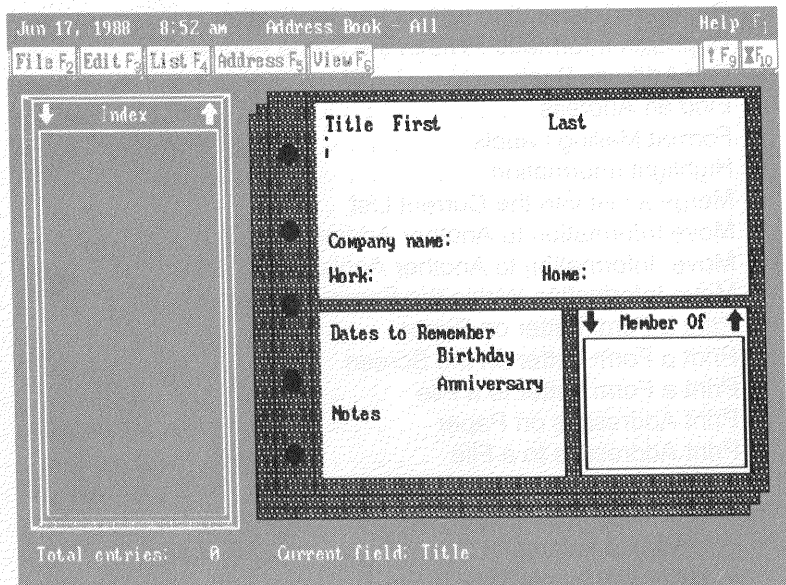 Jun 17, 1988 8:52 am Address Book - All Help F1
File F2 Edit F3 List F4 Address F5 View F6 ↑ F9 X F10
Index
Title First Last
Company name:
Work: Home:
Dates to Remember
Birthday
Anniversary
Notes
Member Of
Total entries: 0 Current field: Title